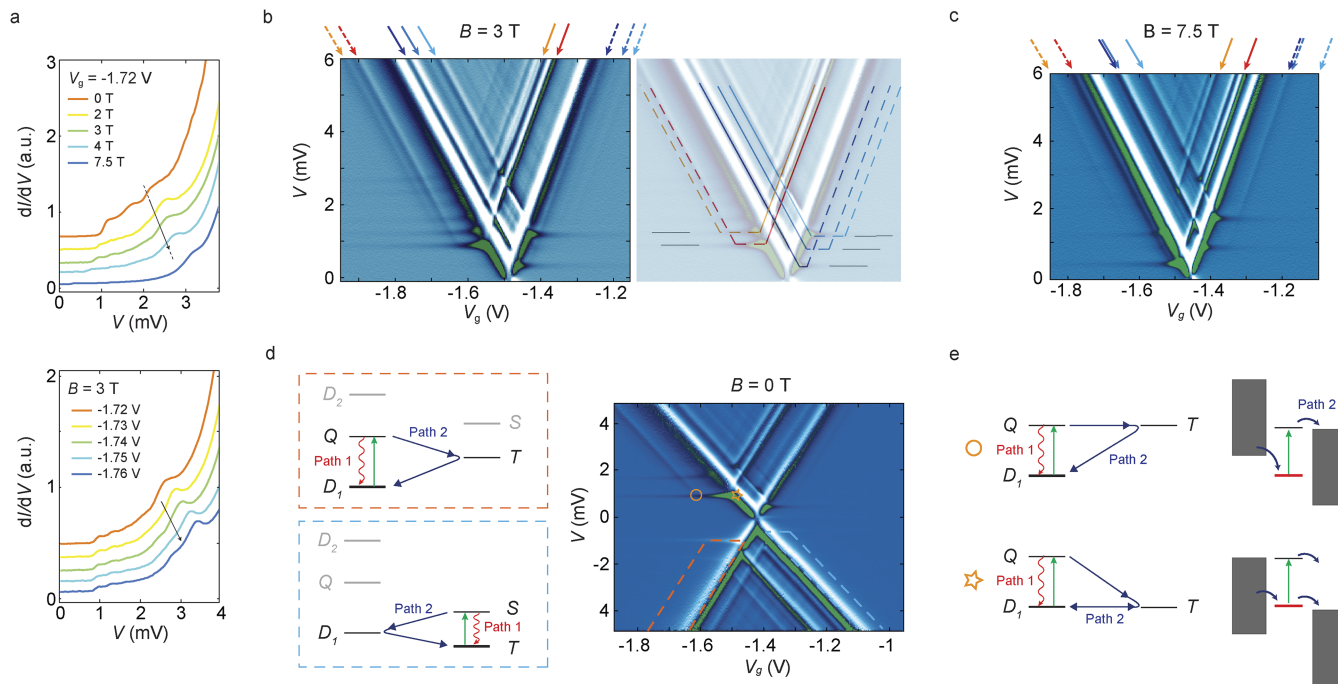 a
3
2
1
0
dI/dV (a.u.)
V_g = -1.72 V
0 T
2 T
3 T
4 T
7.5 T
0
1
2
3
V (mV)
2
1
0
dI/dV (a.u.)
B = 3 T
-1.72 V
-1.73 V
-1.74 V
-1.75 V
-1.76 V
0
1
2
3
4
V (mV)
b
B = 3 T
6
4
2
0
V (mV)
-1.8
-1.6
-1.4
-1.2
V_g (V)
V (mV)
c
B = 7.5 T
6
4
2
0
V (mV)
-1.8
-1.6
-1.4
-1.2
V_g (V)
d
D_2
Q
S
Path 2
Path 1
T
D_1
D_2
Q
Path 2
S
D_1
Path 1
T
B = 0 T
4
2
0
-2
-4
V (mV)
-1.8
-1.6
-1.4
-1.2
-1
V_g (V)
e
Q
T
Path 1
Path 2
D_1
Path 2
Q
Path 1
D_1
Path 2
T